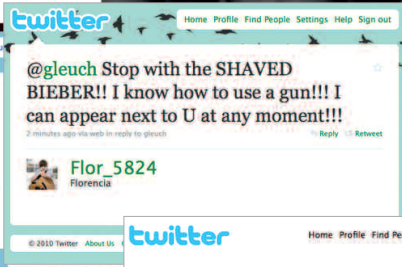 twitter
Home Profile Find People Settings Help Sign out
@gleuch Stop with the SHAVED
BIEBER!! I know how to use a gun!!! I
can appear next to U at any moment!!!
2 minutes ago via web in reply to gleuch
Reply Retweet
Flor_5824
Florencia
© 2010 Twitter About Us
twitter
Home Profile Find Pe